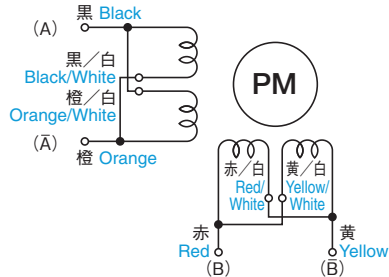 黒 Black
(A)
黒／白
Black/White
橙／白
Orange/White
(Ā)
橙 Orange
PM
赤／白
Red/
White
黄／白
Yellow/
White
赤
Red
(B)
黄
Yellow
(B̄)